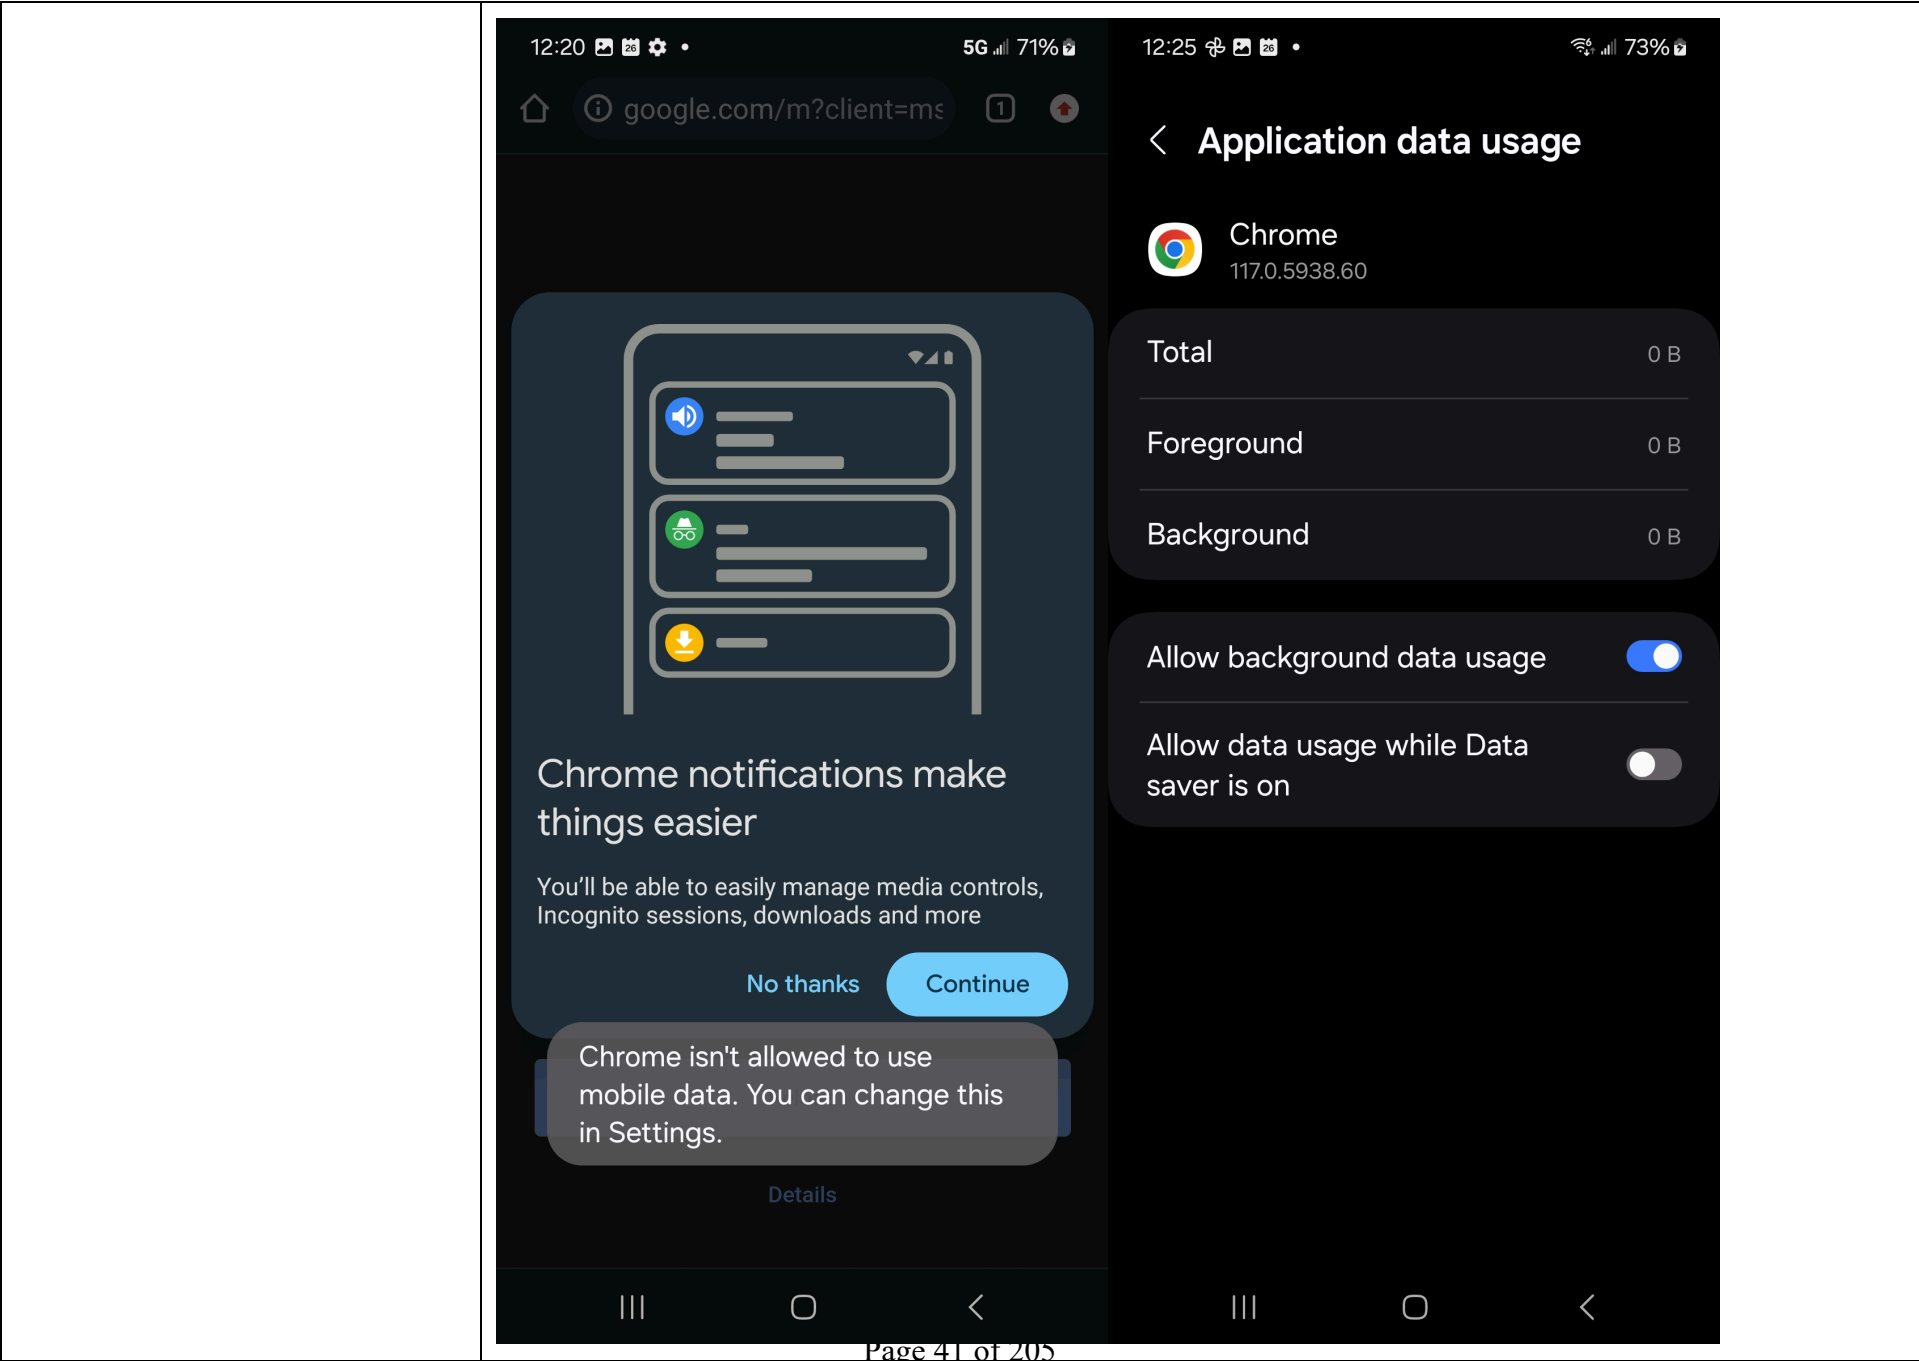 12:20
26
5G 71%
google.com/m?client=ms
1
Chrome notifications make
things easier
You'll be able to easily manage media controls,
Incognito sessions, downloads and more
No thanks
Continue
Chrome isn't allowed to use
mobile data. You can change this
in Settings.
Details
12:25
26
6
73%
Application data usage
Chrome
117.0.5938.60
Total 0 B
Foreground 0 B
Background 0 B
Allow background data usage
Allow data usage while Data
saver is on
Page 41 of 205